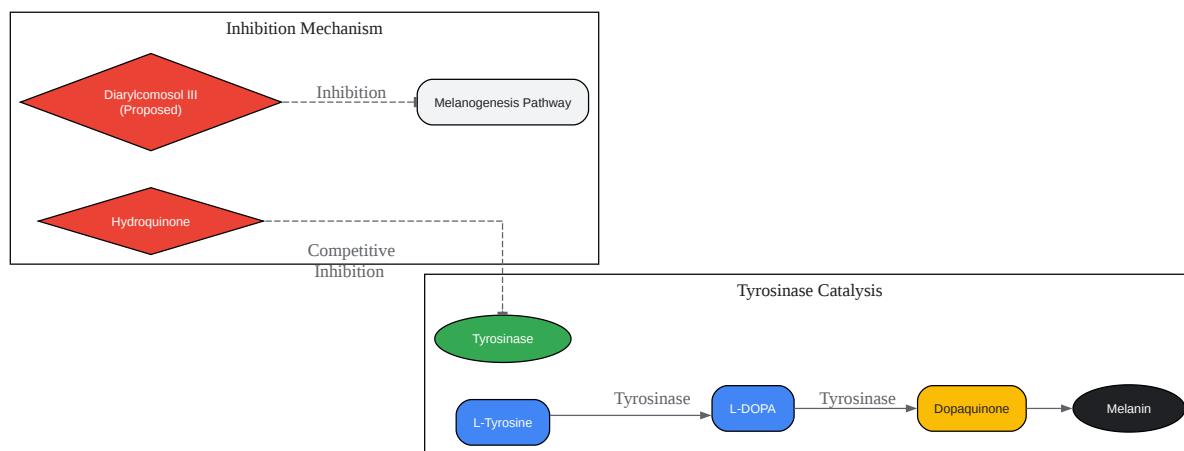 Inhibition Mechanism
Diarylcomosol III
(Proposed)
Inhibition
Melanogenesis Pathway
Hydroquinone
Competitive
Inhibition
Tyrosinase Catalysis
Tyrosinase
L-Tyrosine
Tyrosinase
L-DOPA
Tyrosinase
Dopaquinone
Melanin